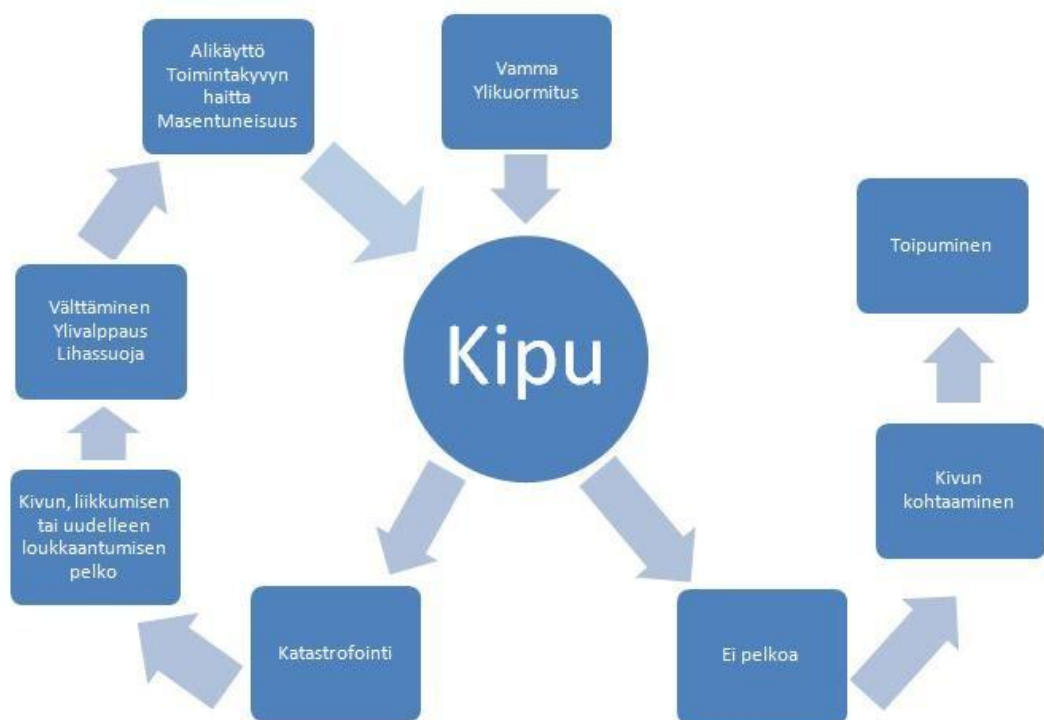 Alikäyttö
Toimintakyvyn
haitta
Masentuneisuus
Vamma
Ylikuormitus
Toipuminen
Välttäminen
Ylivalppaus
Lihassuoja
Kipu
Kivun, liikkumisen
tai uudelleen
loukkaantumisen
pelko
Kivun
kohtaaminen
Katastrofointi
Ei pelkoa